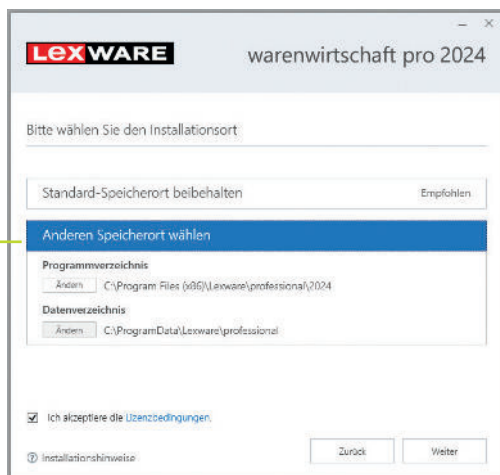 LEXWARE
warenwirtschaft pro 2024
Bitte wählen Sie den Installationsort
Standard-Speicherort beibehalten Empfohlen
Anderen Speicherort wählen
Programmverzeichnis
Ändern C:\Program Files (x86)\Lexware\professional\2024
Datenverzeichnis
Ändern C:\ProgramData\Lexware\professional
Ich akzeptiere die Lizenzbedingungen.
Installationshinweise
Zurück Weiter